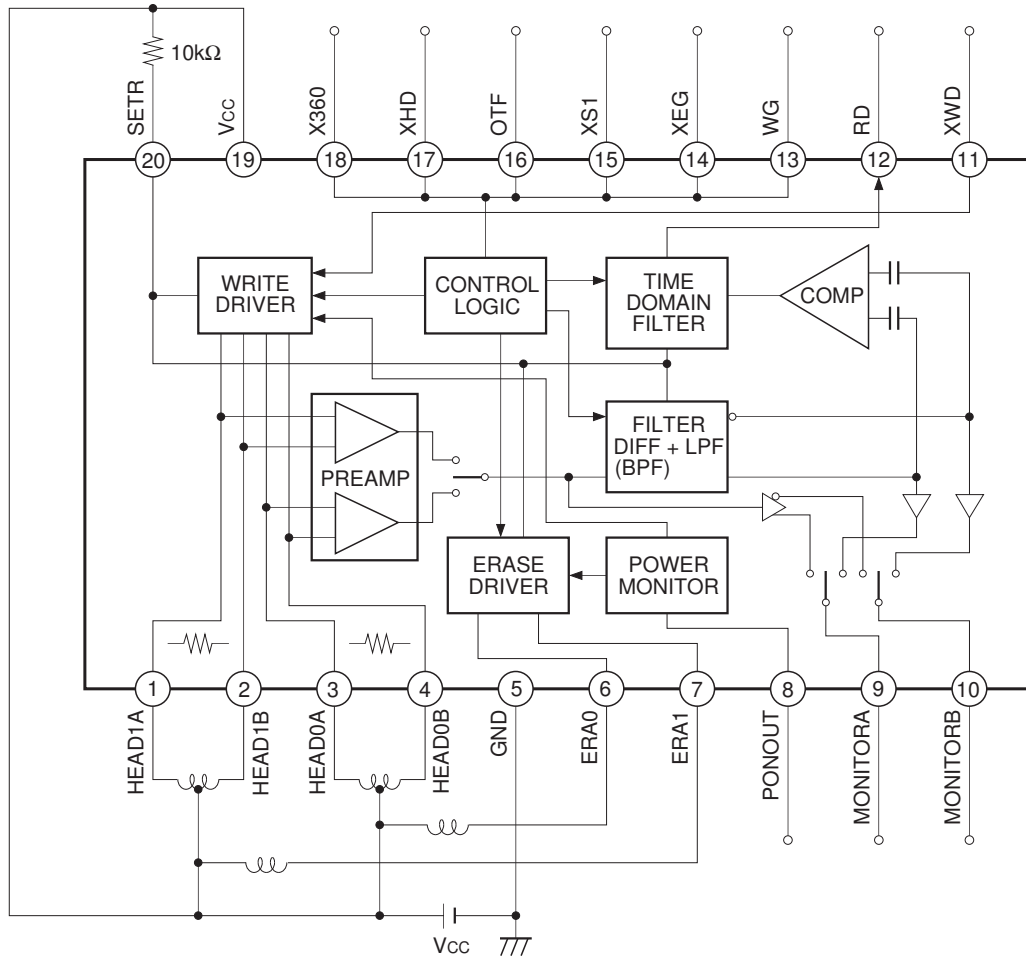 10kΩ
SETR
VCC
X360
XHD
OTF
XS1
XEG
WG
RD
XWD
20
19
18
17
16
15
14
13
12
11
WRITE
DRIVER
CONTROL
LOGIC
TIME
DOMAIN
FILTER
COMP
PREAMP
FILTER
DIFF + LPF
(BPF)
ERASE
DRIVER
POWER
MONITOR
1
2
3
4
5
6
7
8
9
10
HEAD1A
HEAD1B
HEAD0A
HEAD0B
GND
ERA0
ERA1
PONOUT
MONITORA
MONITORB
VCC